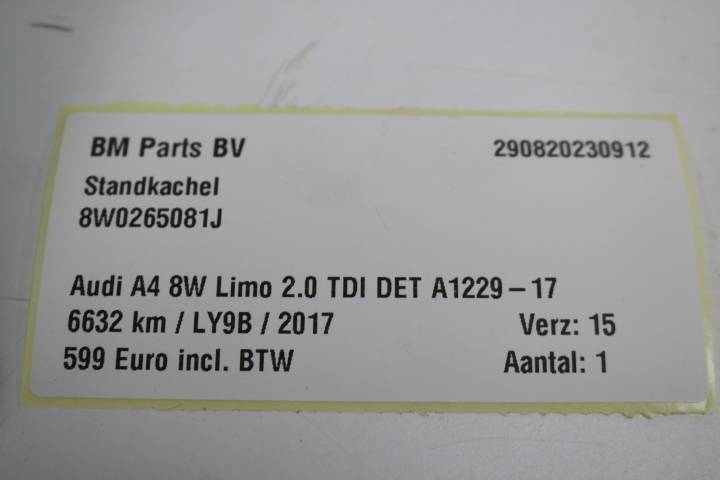 BM Parts BV 290820230912
Standkachel
8W0265081J
Audi A4 8W Limo 2.0 TDI DET A1229-17
6632 km / LY9B / 2017 Verz: 15
599 Euro incl. BTW Aantal: 1